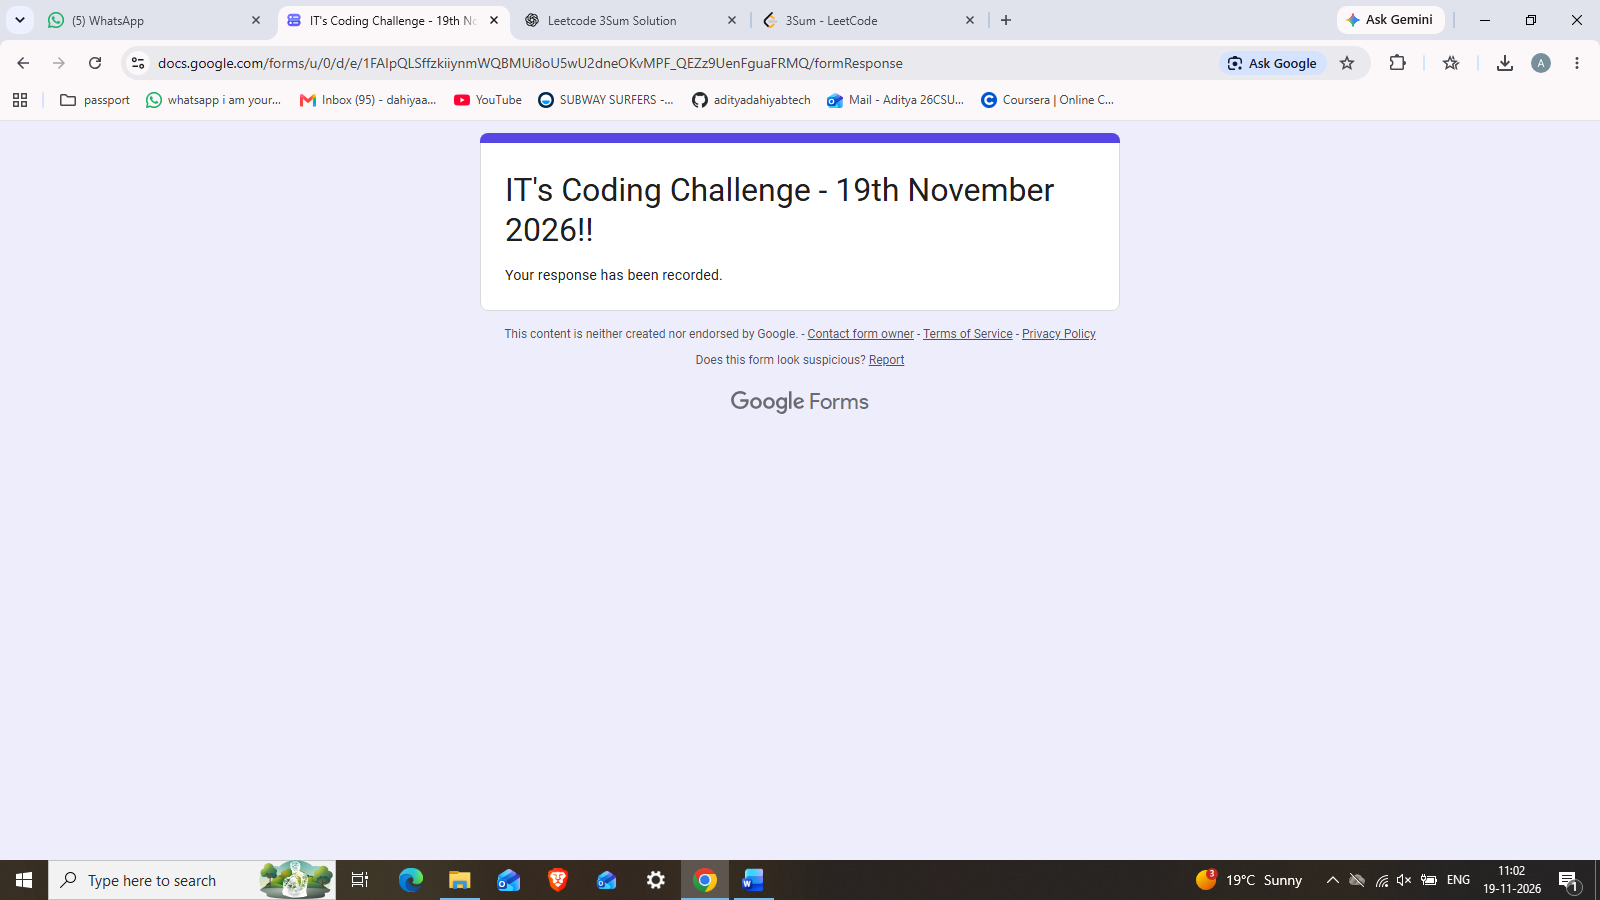 (5) WhatsApp
IT's Coding Challenge - 19th No
Leetcode 3Sum Solution
3Sum - LeetCode
Ask Gemini
docs.google.com/forms/u/0/d/e/1FAIpQLSffzkiiynmWQBMUi8oU5wU2dneOKvMPF_QEZz9UenFguaFRMQ/formResponse
Ask Google
A
passport
whatsapp i am your...
Inbox (95) - dahiyaa...
YouTube
SUBWAY SURFERS -...
adityadahiyabtech
Mail - Aditya 26CSU...
Coursera | Online C...
IT's Coding Challenge - 19th November
2026!!
Your response has been recorded.
This content is neither created nor endorsed by Google. - Contact form owner - Terms of Service - Privacy Policy
Does this form look suspicious? Report
Google Forms
Type here to search
3
19°C Sunny
ENG
11:02
19-11-2026
1